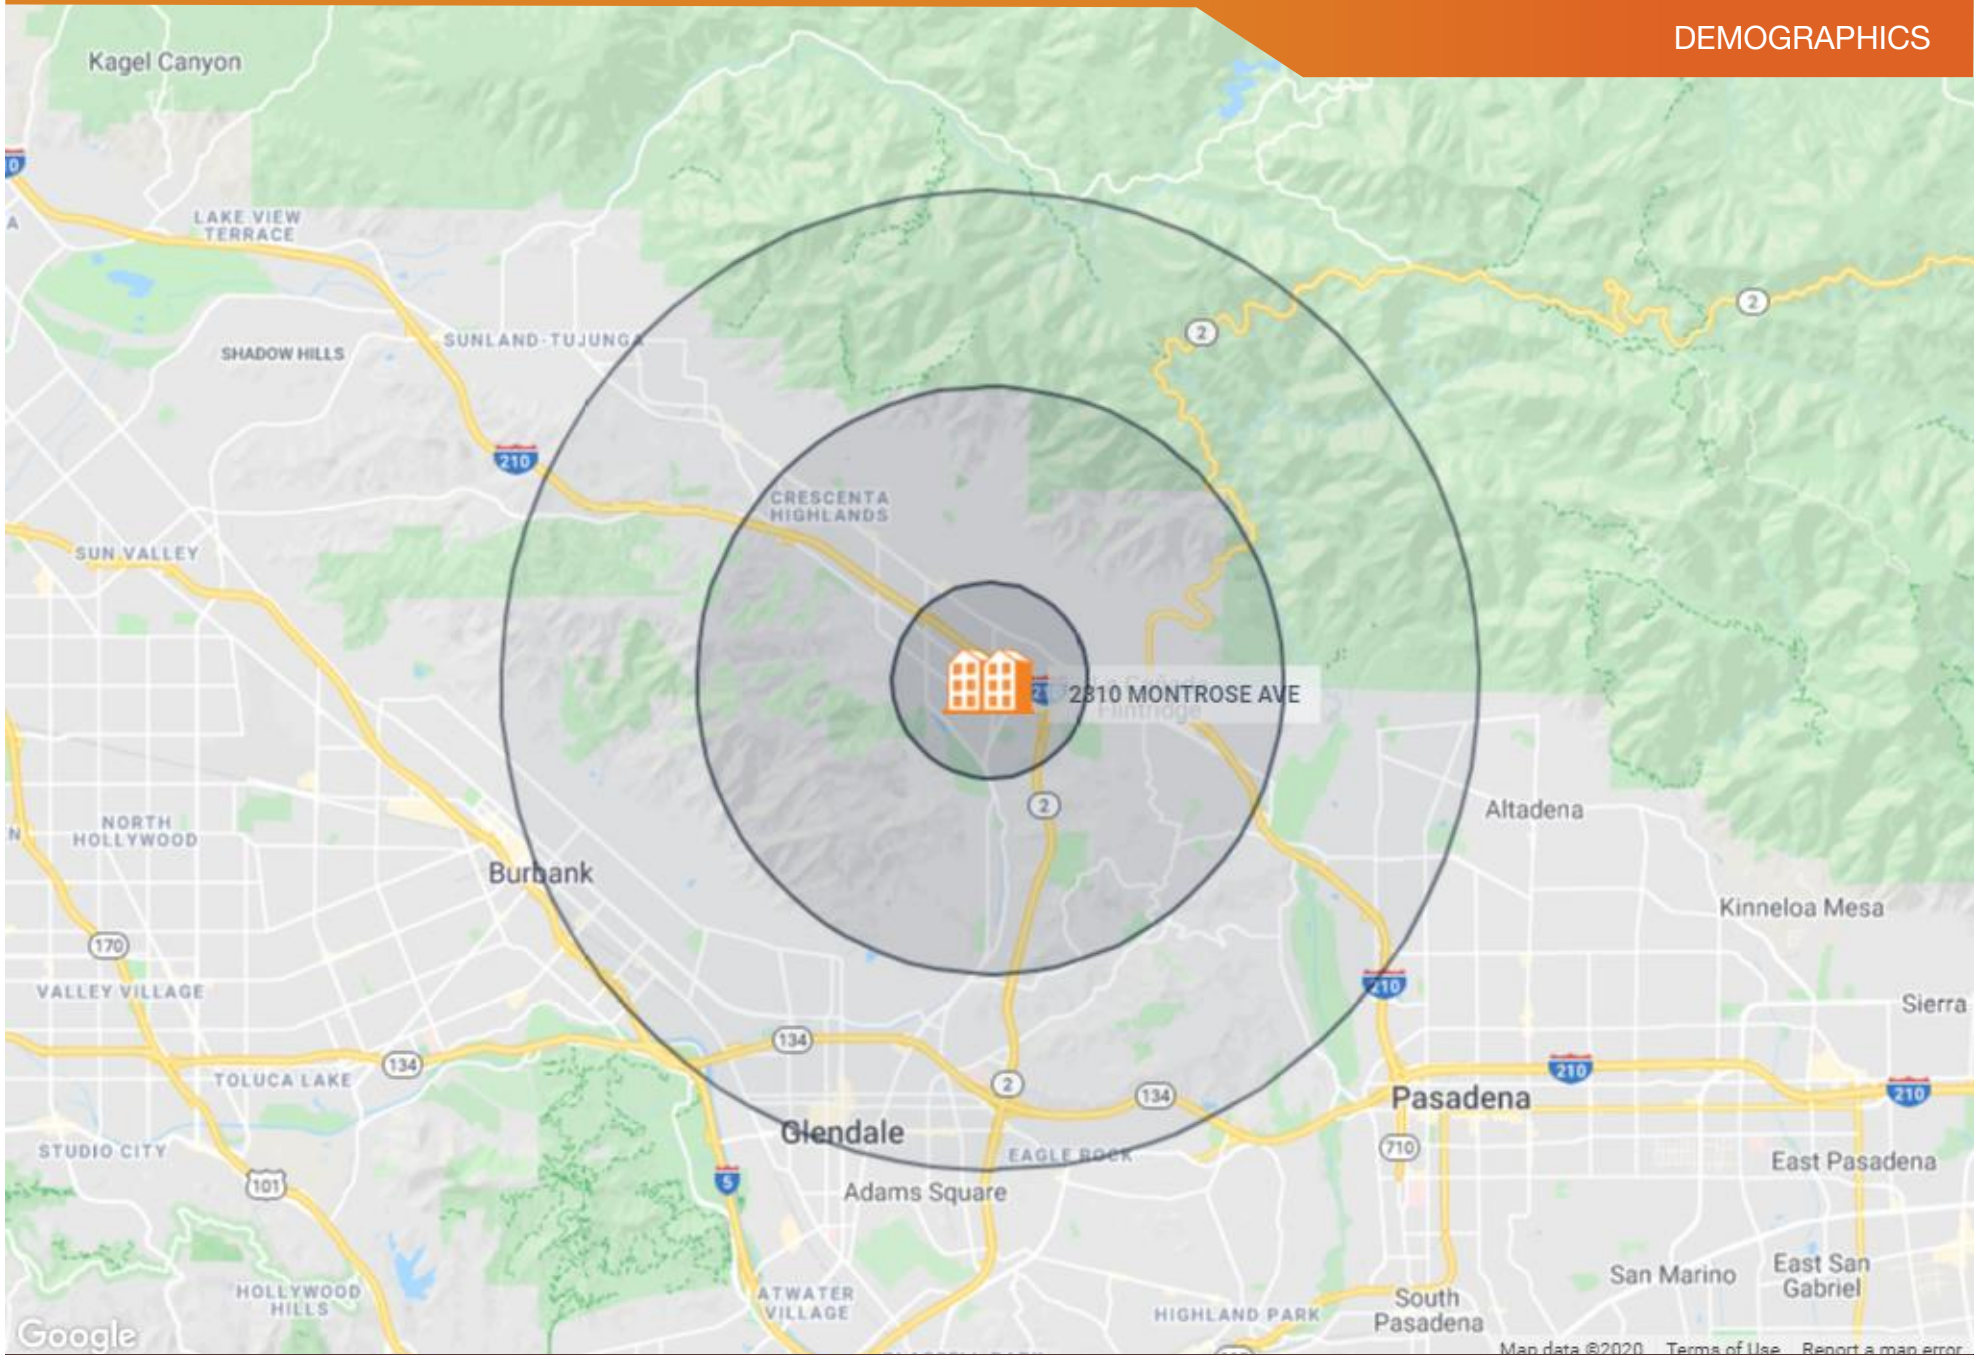 DEMOGRAPHICS
Kagel Canyon
LAKE VIEW
TERRACE
2
2
SUNLAND-TUJUNGA
SHADOW HILLS
210
CRESCENTA
HIGHLANDS
SUN VALLEY
2310 MONTROSE AVE
Flintridge
2
Altadena
NORTH
HOLLYWOOD
Burbank
Kinneloa Mesa
170
VALLEY VILLAGE
210
Sierra
134
134
2
134
210
210
TOLUCA LAKE
Pasadena
Glendale
EAGLE ROCK
710
STUDIO CITY
East Pasadena
101
5
Adams Square
San Marino
East San
Gabriel
HOLLYWOOD
HILLS
ATWATER
VILLAGE
HIGHLAND PARK
South
Pasadena
Google
Map data ©2020 Terms of Use Report a map error